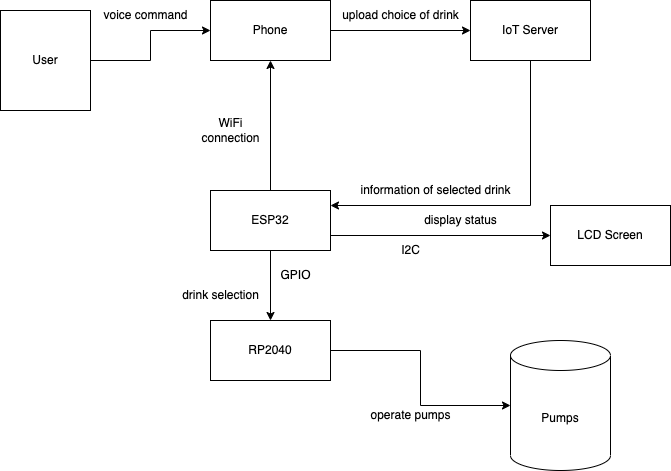 voice command
upload choice of drink
User
Phone
IoT Server
WiFi
connection
information of selected drink
ESP32
display status
LCD Screen
I2C
GPIO
drink selection
RP2040
operate pumps
Pumps